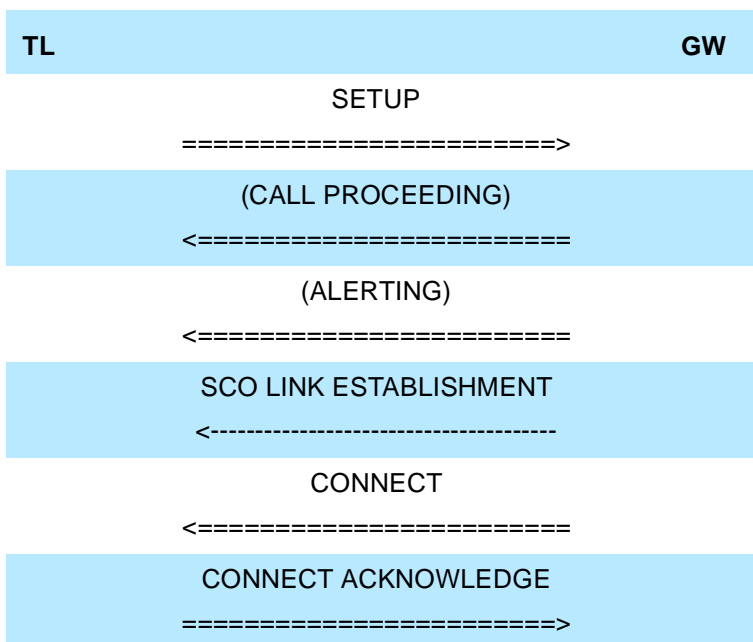 TL GW
SETUP
========================>
(CALL PROCEEDING)
<========================
(ALERTING)
<========================
SCO LINK ESTABLISHMENT
<---------------------------------------
CONNECT
<========================
CONNECT ACKNOWLEDGE
========================>